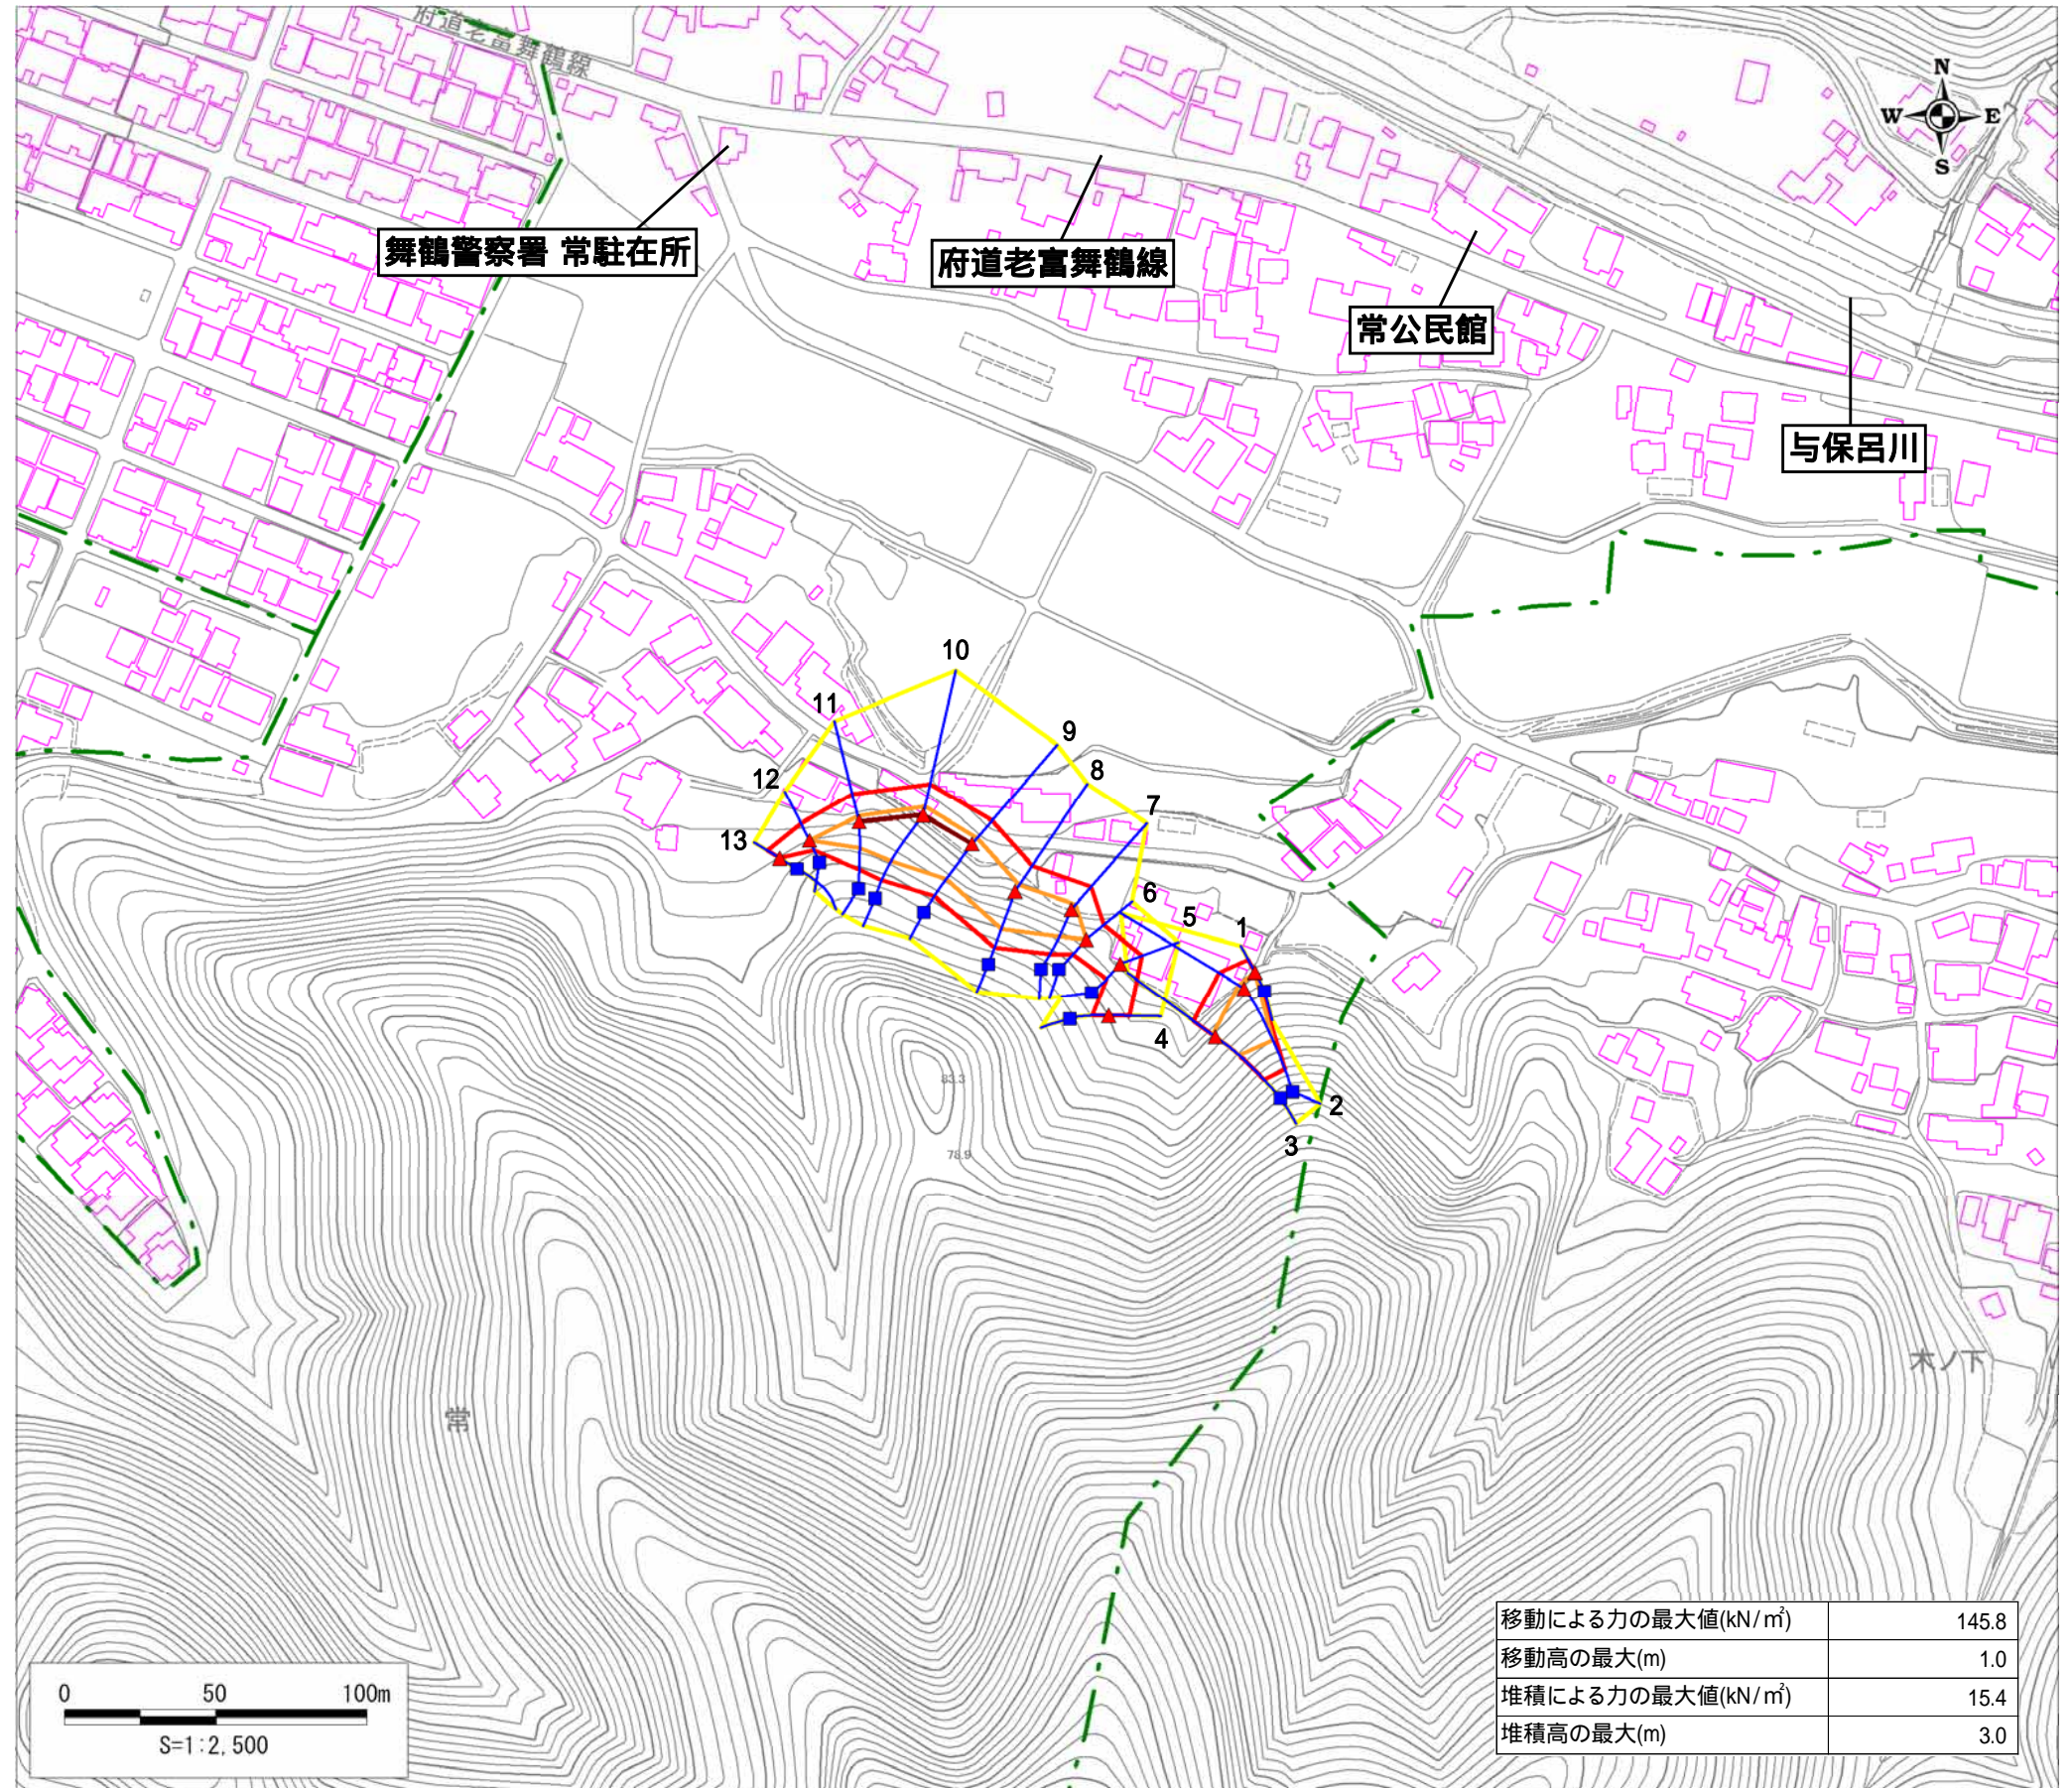 府道老富舞鶴線
N
W
E
S
舞鶴警察署 常駐在所
府道老富舞鶴線
常公民館
与保呂川
10
11
9
8
12
7
13
6
5
1
4
2
3
83.3
78.9
木ノ下
常
移動による力の最大値(kN/㎡) 145.8
移動高の最大(m) 1.0
堆積による力の最大値(kN/㎡) 15.4
堆積高の最大(m) 3.0
0 50 100m
S=1:2,500